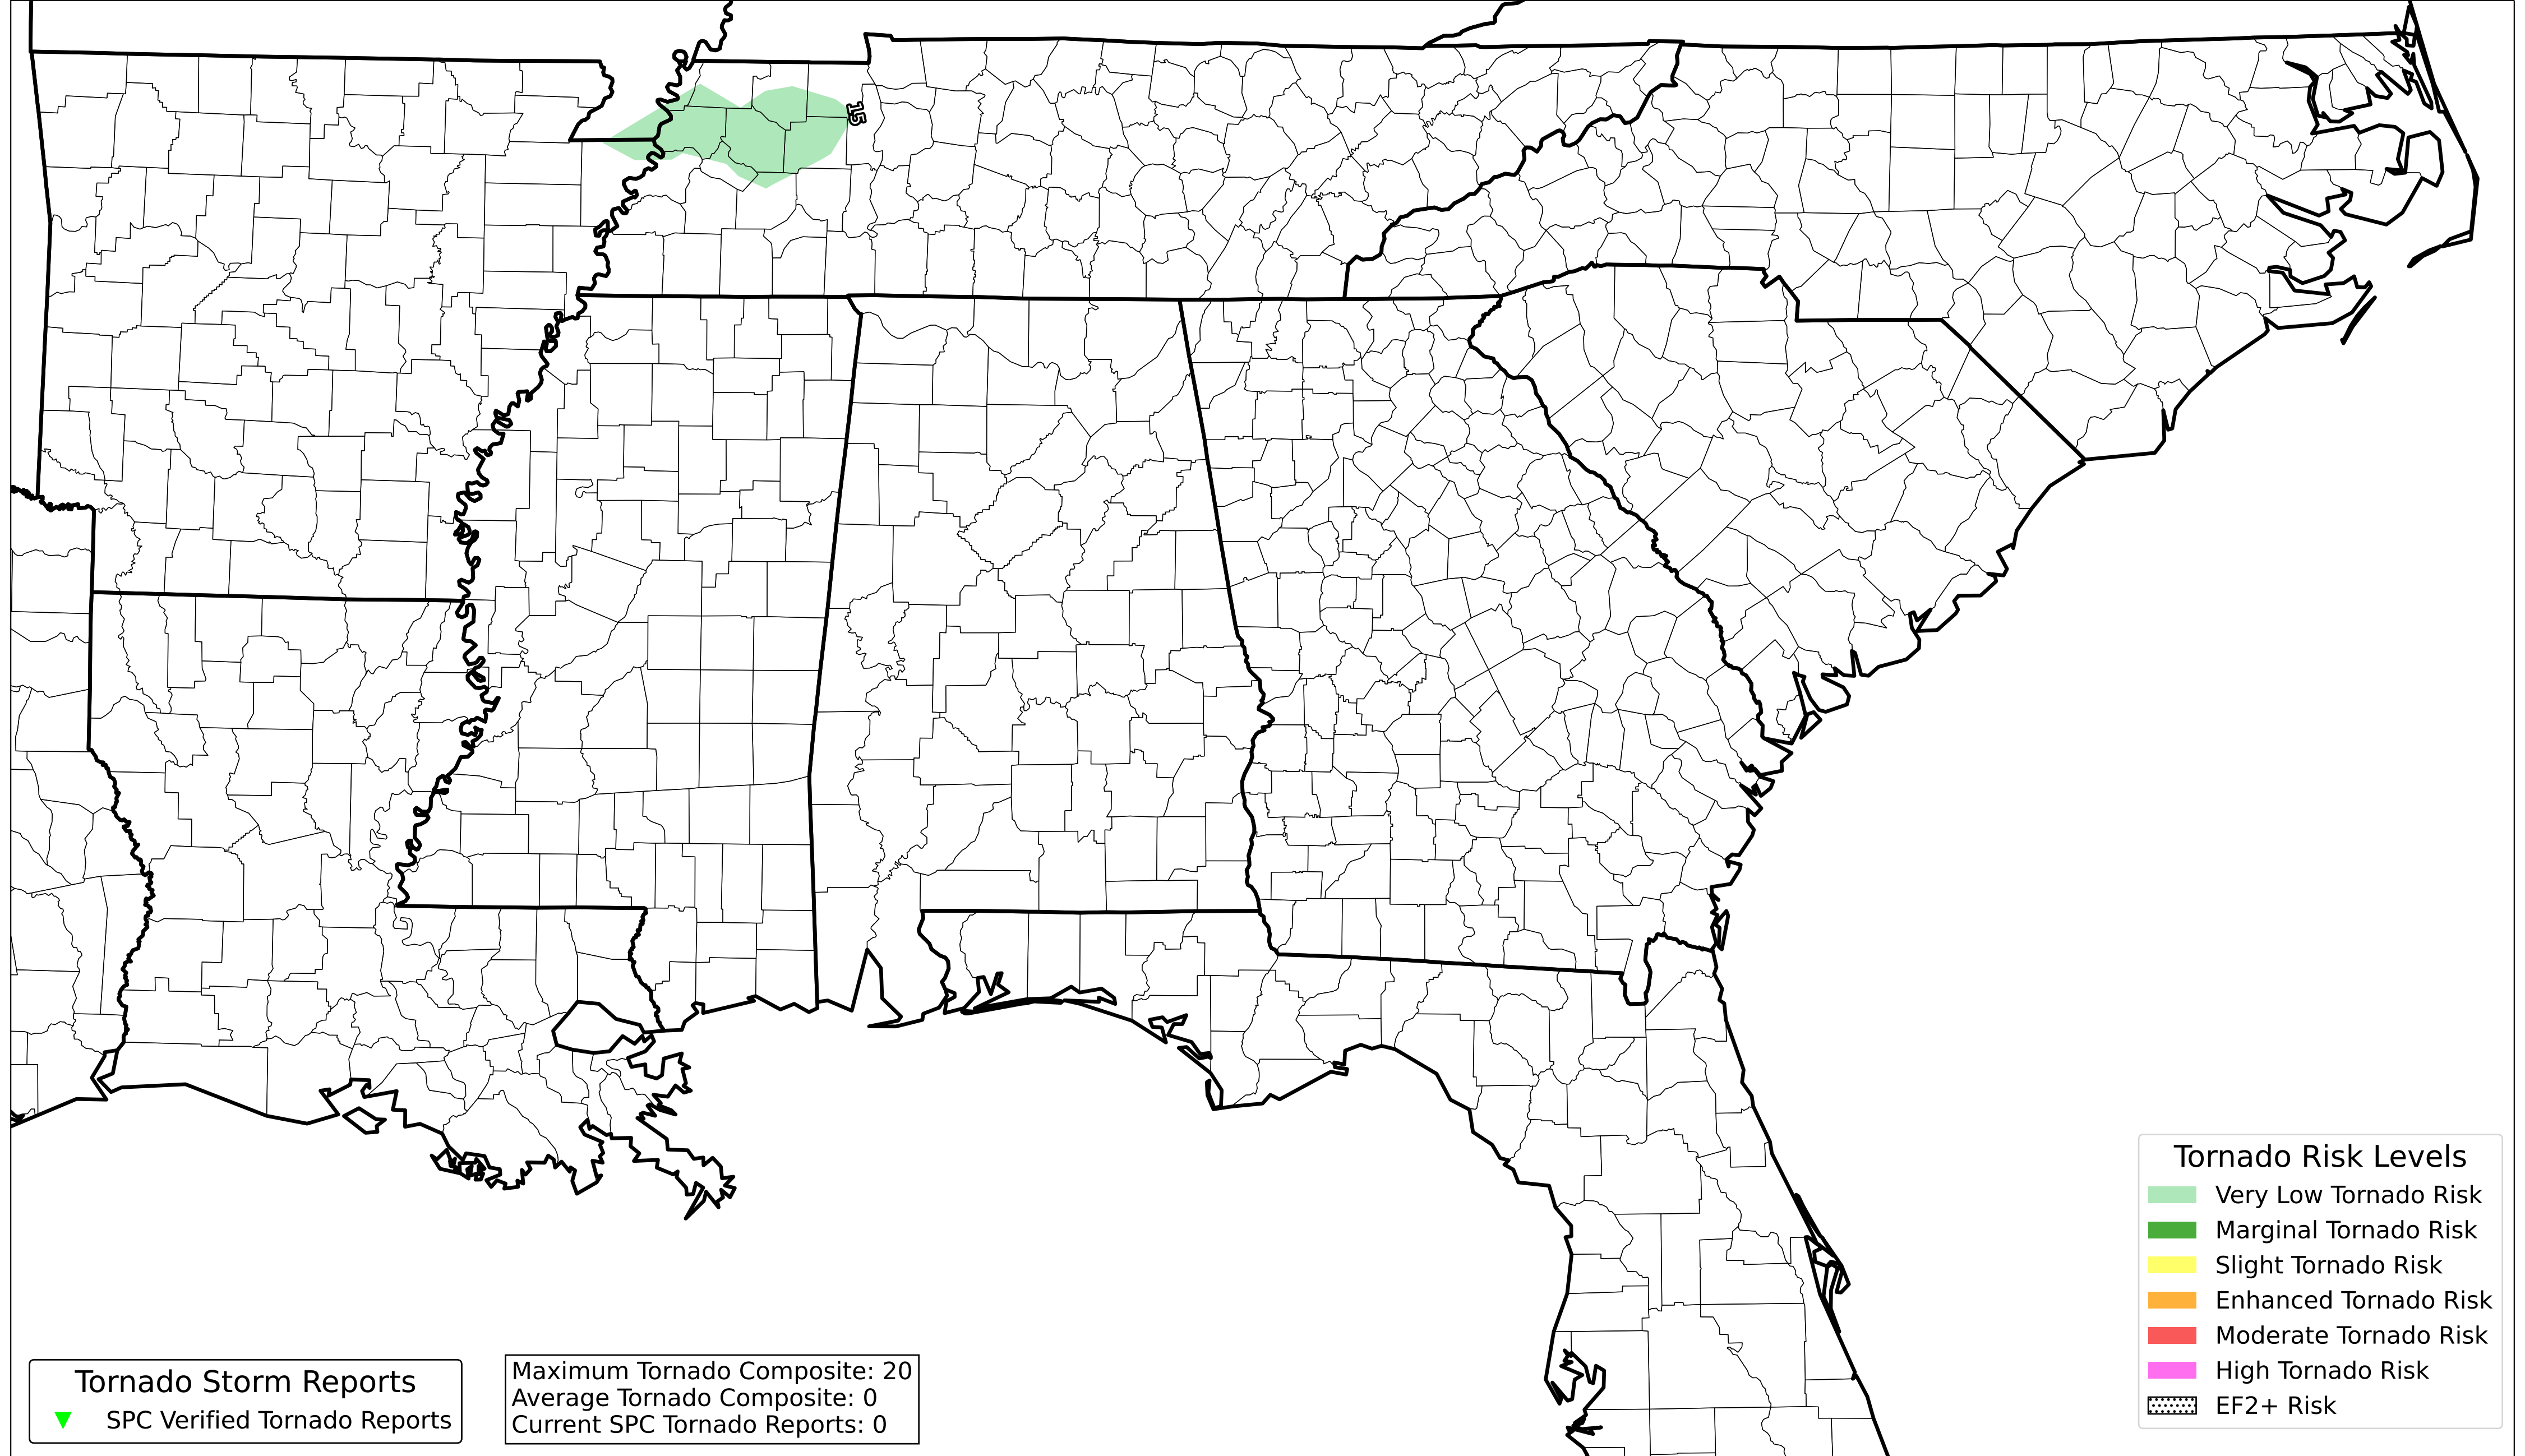 15
Tornado Storm Reports
SPC Verified Tornado Reports
Maximum Tornado Composite: 20
Average Tornado Composite: 0
Current SPC Tornado Reports: 0
Tornado Risk Levels
Very Low Tornado Risk
Marginal Tornado Risk
Slight Tornado Risk
Enhanced Tornado Risk
Moderate Tornado Risk
High Tornado Risk
EF2+ Risk